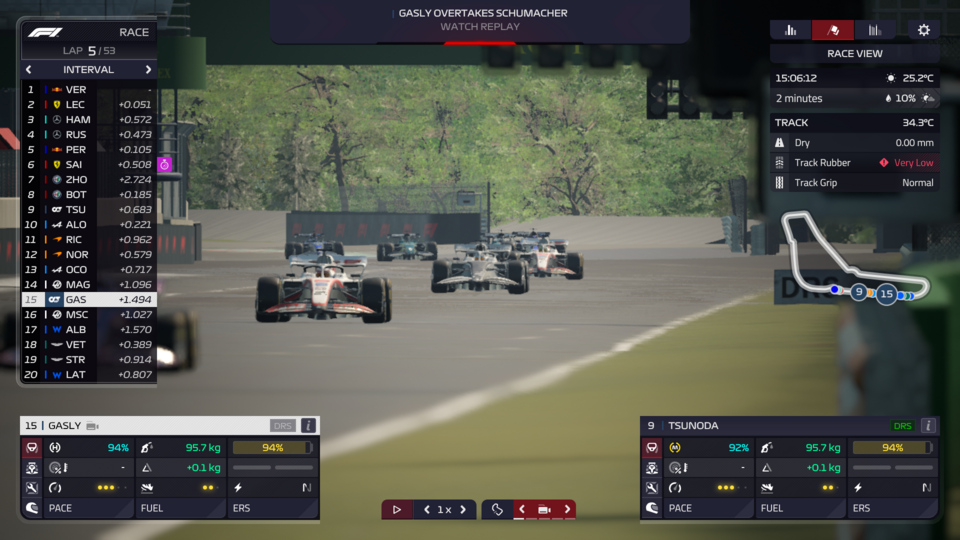 GASLY OVERTAKES SCHUMACHER
WATCH REPLAY
RACE
LAP 5 / 53
INTERVAL
1 VER -
2 LEC +0.051
3 HAM +0.572
4 RUS +0.473
5 PER +0.105
6 SAI +0.508
7 ZHO +2.724
8 BOT +0.185
9 TSU +0.683
10 ALO +0.221
11 RIC +0.962
12 NOR +0.579
13 OCO +0.717
14 MAG +1.096
15 GAS +1.494
16 MSC +1.027
17 ALB +1.570
18 VET +0.389
19 STR +0.914
20 LAT +0.807
RACE VIEW
15:06:12 25.2°C
2 minutes 10%
TRACK 34.3°C
Dry 0.00 mm
Track Rubber Very Low
Track Grip Normal
9 15
DRS
15 | GASLY DRS i
H 94% 95.7 kg 94%
- +0.1 kg
N
PACE FUEL ERS
1x
9 | TSUNODA DRS i
M 92% 95.7 kg 94%
- +0.1 kg
N
PACE FUEL ERS